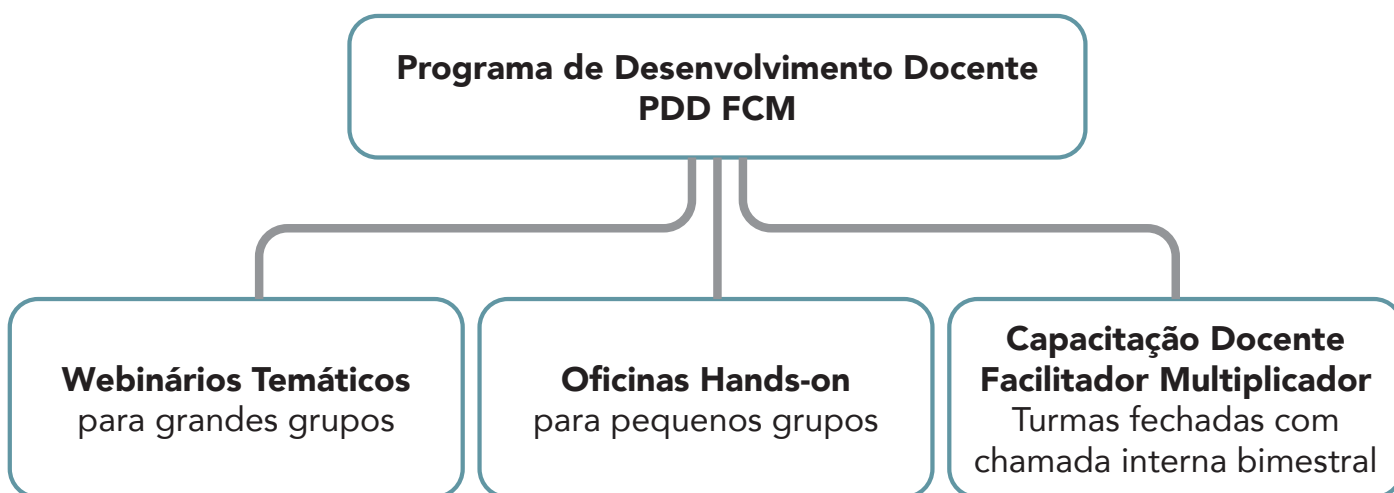 Programa de Desenvolvimento Docente
PDD FCM
Webinários Temáticos
para grandes grupos
Oficinas Hands-on
para pequenos grupos
Capacitação Docente
Facilitador Multiplicador
Turmas fechadas com
chamada interna bimestral